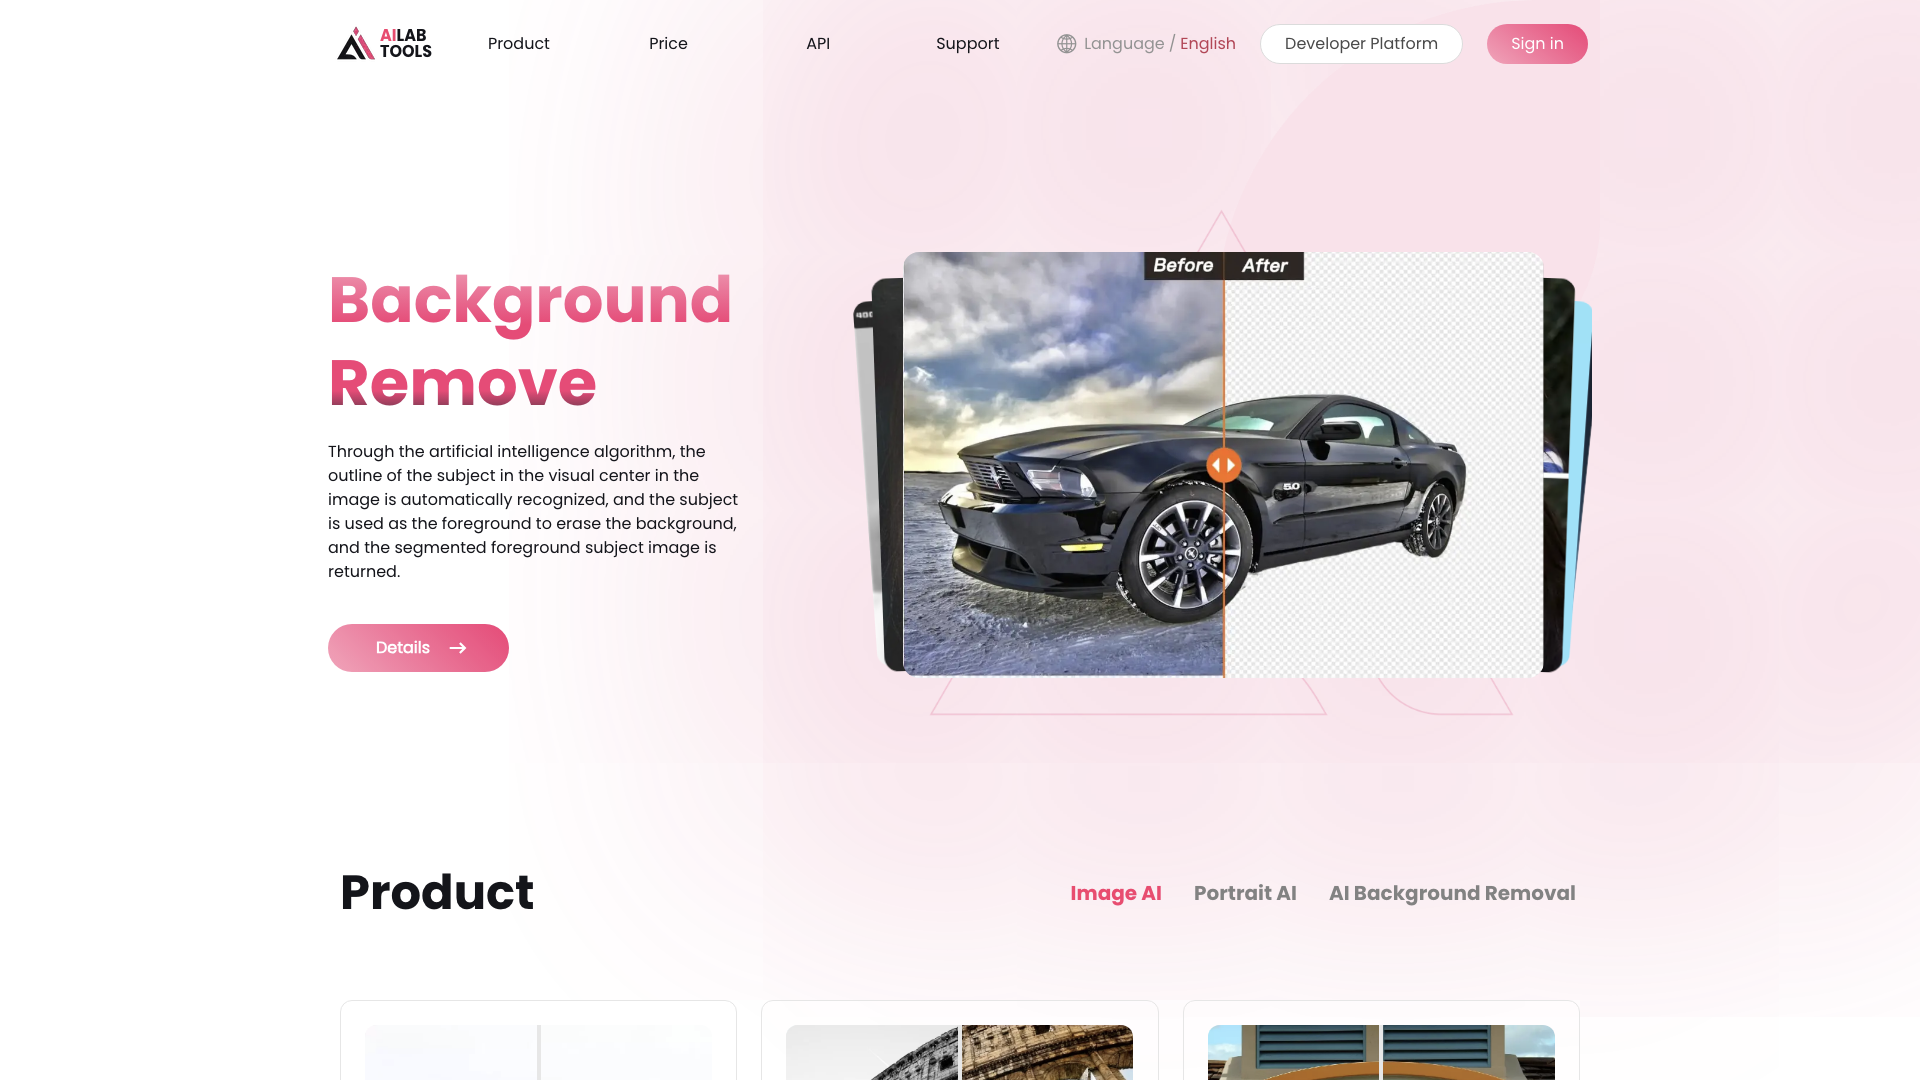 AILAB
TOOLS
Product
Price
API
Support
Language / English
Developer Platform
Sign in
Background
Remove
Through the artificial intelligence algorithm, the
outline of the subject in the visual center in the
image is automatically recognized, and the subject
is used as the foreground to erase the background,
and the segmented foreground subject image is
returned.
Details
Before
After
5.0
Product
Image AI
Portrait AI
AI Background Removal